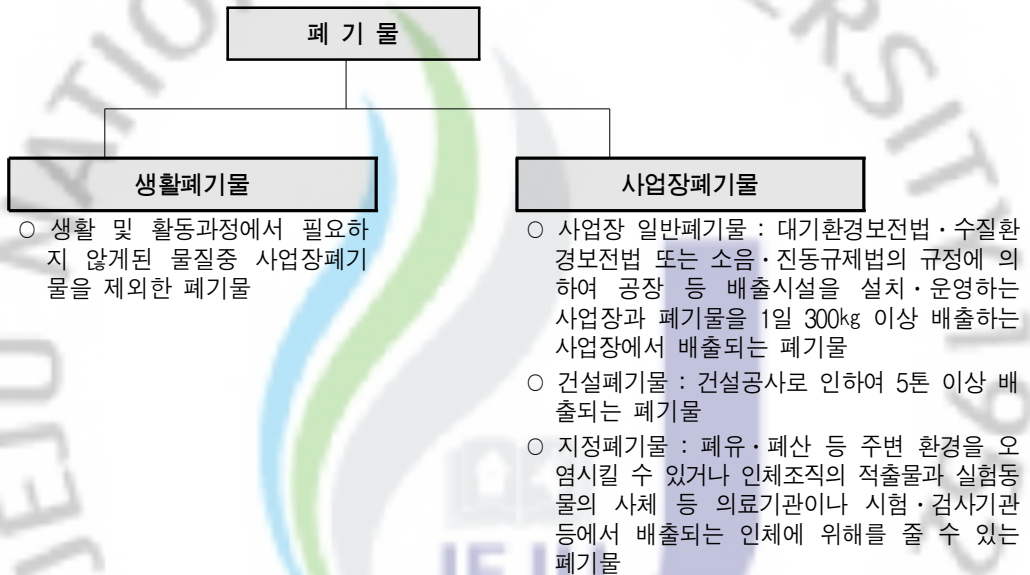 폐 기 물
생활폐기물
○ 생활 및 활동과정에서 필요하
지 않게된 물질중 사업장폐기
물을 제외한 폐기물
사업장폐기물
○ 사업장 일반폐기물 : 대기환경보전법·수질환
경보전법 또는 소음·진동규제법의 규정에 의
하여 공장 등 배출시설을 설치·운영하는
사업장과 폐기물을 1일 300㎏ 이상 배출하는
사업장에서 배출되는 폐기물
○ 건설폐기물 : 건설공사로 인하여 5톤 이상 배
출되는 폐기물
○ 지정폐기물 : 폐유·폐산 등 주변 환경을 오
염시킬 수 있거나 인체조직의 적출물과 실험동
물의 사체 등 의료기관이나 시험·검사기관
등에서 배출되는 인체에 위해를 줄 수 있는
폐기물